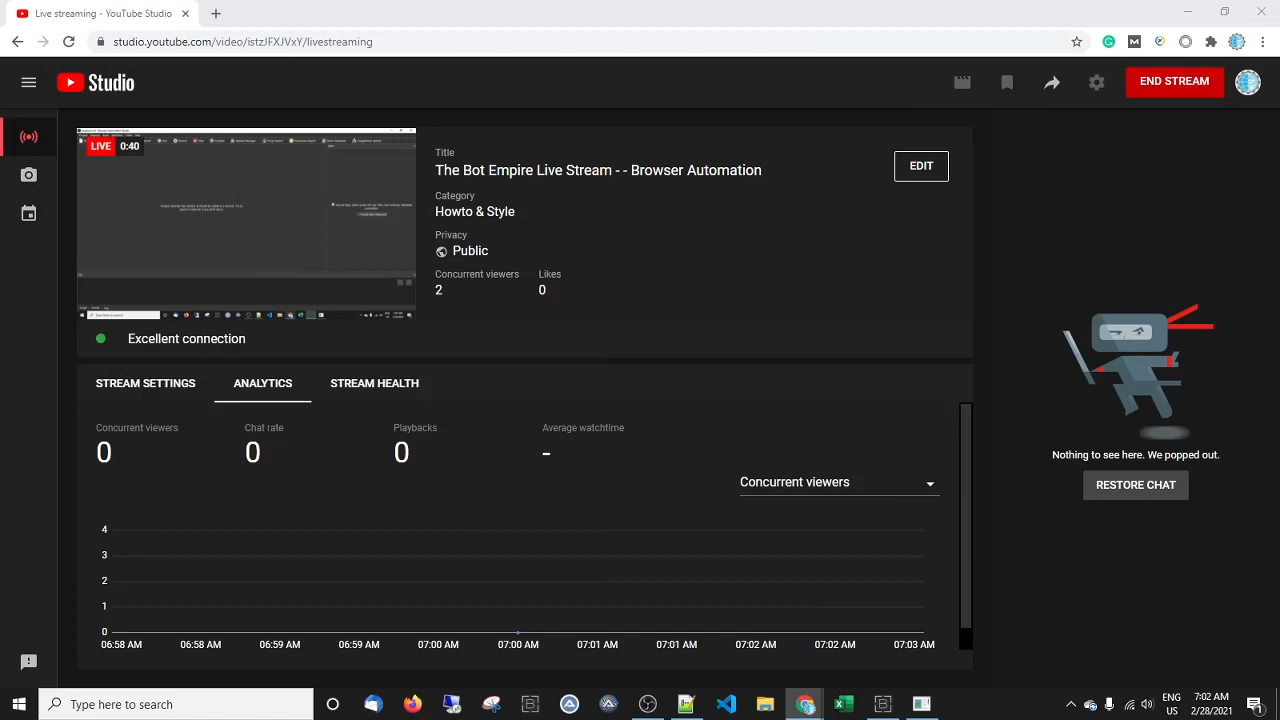 Live streaming - YouTube Studio
studio.youtube.com/video/istzJFXJVxY/livestreaming
Studio
END STREAM
LIVE 0:40
Title
The Bot Empire Live Stream - - Browser Automation
EDIT
Category
Howto & Style
Privacy
Public
Concurrent viewers Likes
2 0
Excellent connection
STREAM SETTINGS ANALYTICS STREAM HEALTH
Concurrent viewers Chat rate Playbacks Average watchtime
0 0 0 -
Concurrent viewers
4
3
2
1
0
06:58 AM 06:58 AM 06:59 AM 06:59 AM 07:00 AM 07:00 AM 07:01 AM 07:01 AM 07:02 AM 07:02 AM 07:03 AM
Nothing to see here. We popped out.
RESTORE CHAT
Type here to search
ENG
US
7:02 AM
2/28/2021